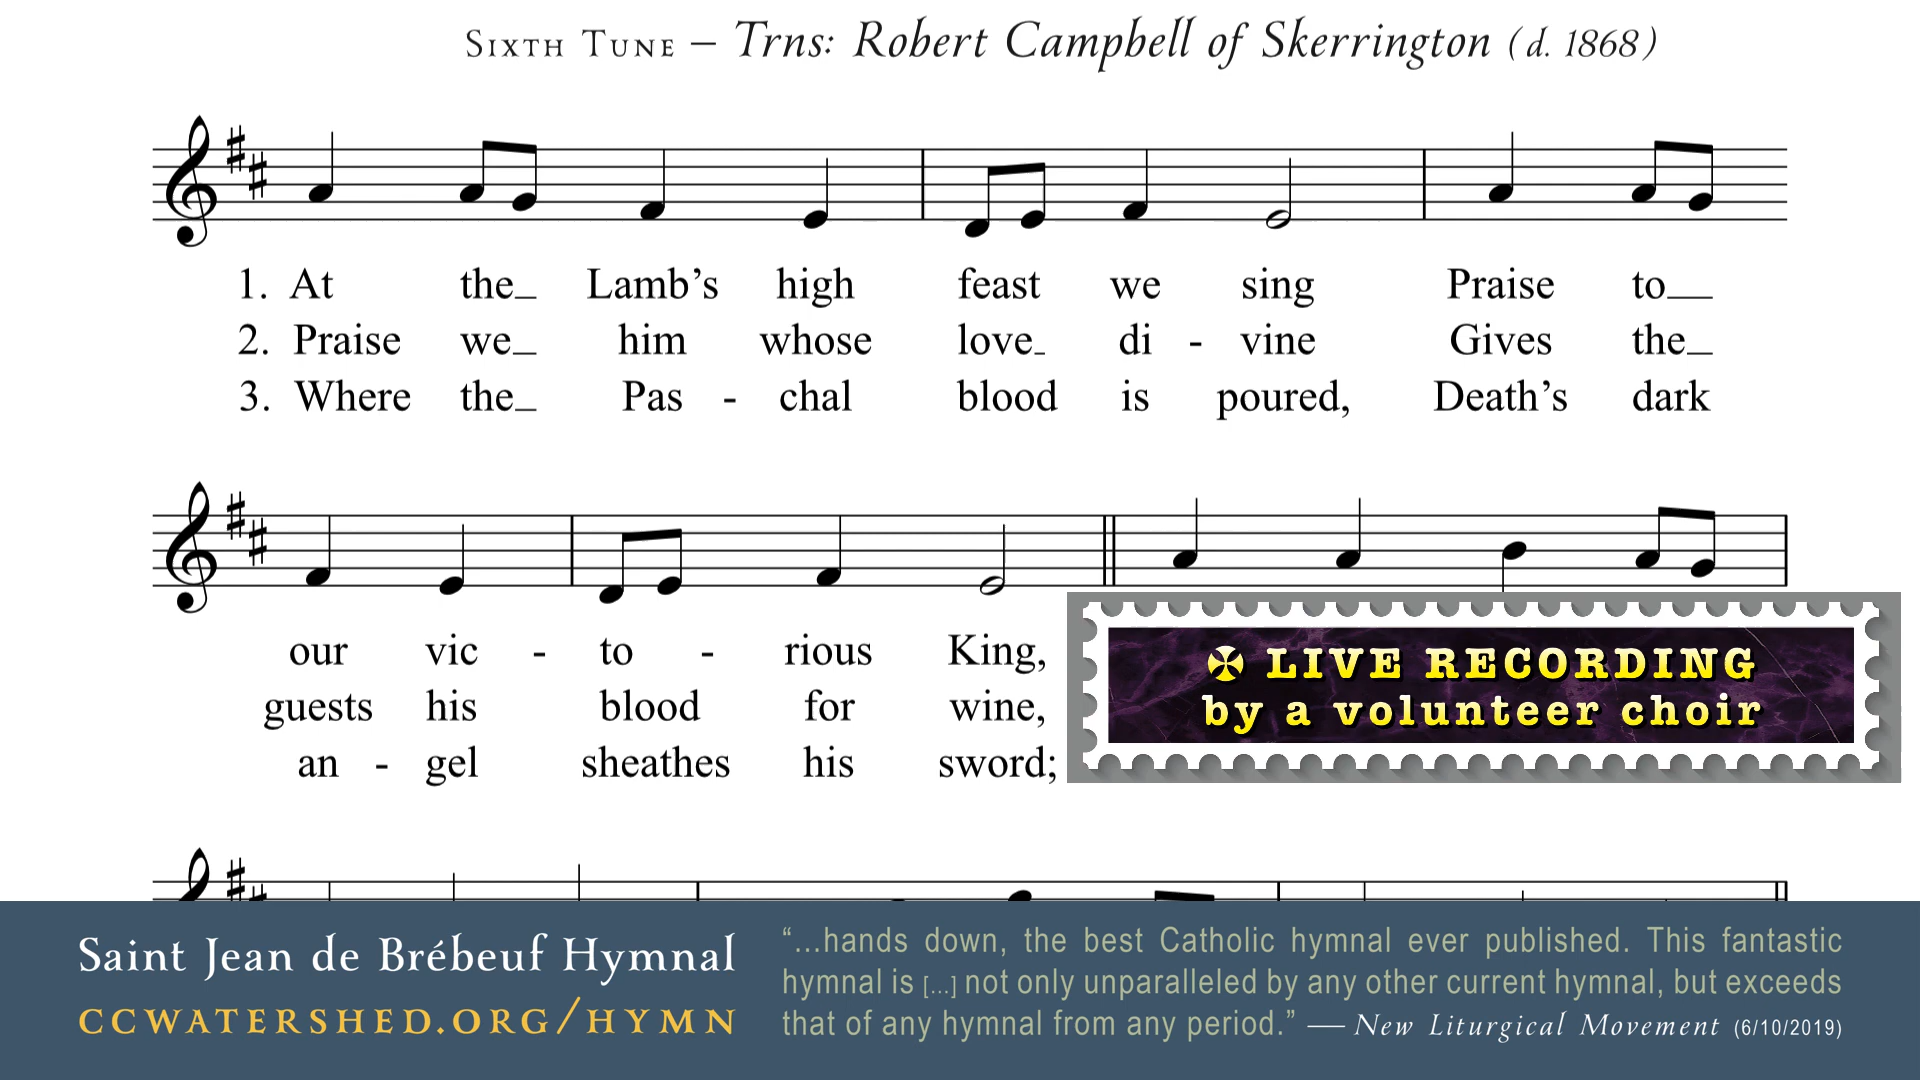 Sixth Tune – Trns: Robert Campbell of Skerrington (d. 1868)
1. At the_ Lamb’s high feast we sing Praise to__
2. Praise we_ him whose love_ di - vine Gives the_
3. Where the_ Pas - chal blood is poured, Death’s dark
our vic - to - rious King,
guests his blood for wine,
an - gel sheathes his sword;
LIVE RECORDING
by a volunteer choir
Saint Jean de Brébeuf Hymnal
CCWATERSHED.ORG/HYMN
“...hands down, the best Catholic hymnal ever published. This fantastic
hymnal is [...] not only unparalleled by any other current hymnal, but exceeds
that of any hymnal from any period.” — New Liturgical Movement (6/10/2019)